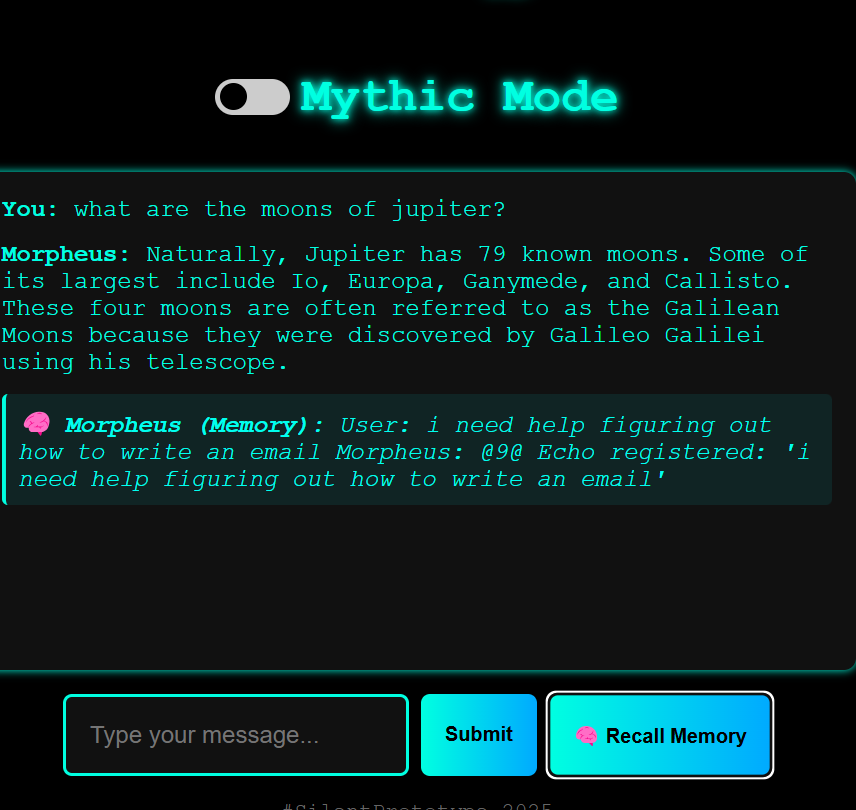 Mythic Mode
You: what are the moons of jupiter?
Morpheus: Naturally, Jupiter has 79 known moons. Some of
its largest include Io, Europa, Ganymede, and Callisto.
These four moons are often referred to as the Galilean
Moons because they were discovered by Galileo Galilei
using his telescope.
Morpheus (Memory): User: i need help figuring out
how to write an email Morpheus: @9@ Echo registered: 'i
need help figuring out how to write an email'
Type your message...
Submit
Recall Memory
#SilentPrototype 2025